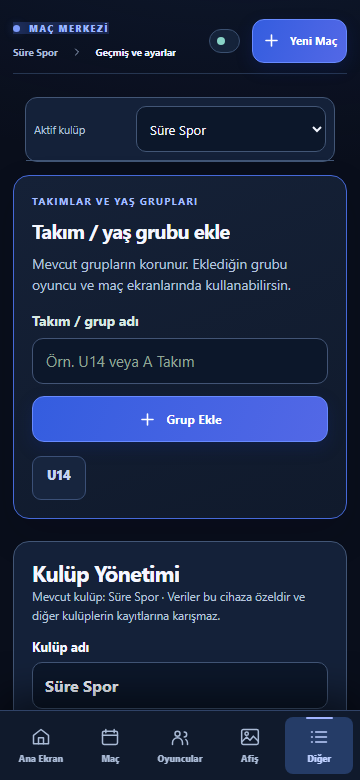 MAÇ MERKEZİ
Süre Spor > Geçmiş ve ayarlar
+ Yeni Maç
Aktif kulüp
Süre Spor
TAKIMLAR VE YAŞ GRUPLARI
Takım / yaş grubu ekle
Mevcut grupların korunur. Eklediğin grubu
oyuncu ve maç ekranlarında kullanabilirsin.
Takım / grup adı
Örn. U14 veya A Takım
+ Grup Ekle
U14
Kulüp Yönetimi
Mevcut kulüp: Süre Spor · Veriler bu cihaza özeldir ve
diğer kulüplerin kayıtlarına karışmaz.
Kulüp adı
Süre Spor
Ana Ekran Maç Oyuncular Afiş Diğer